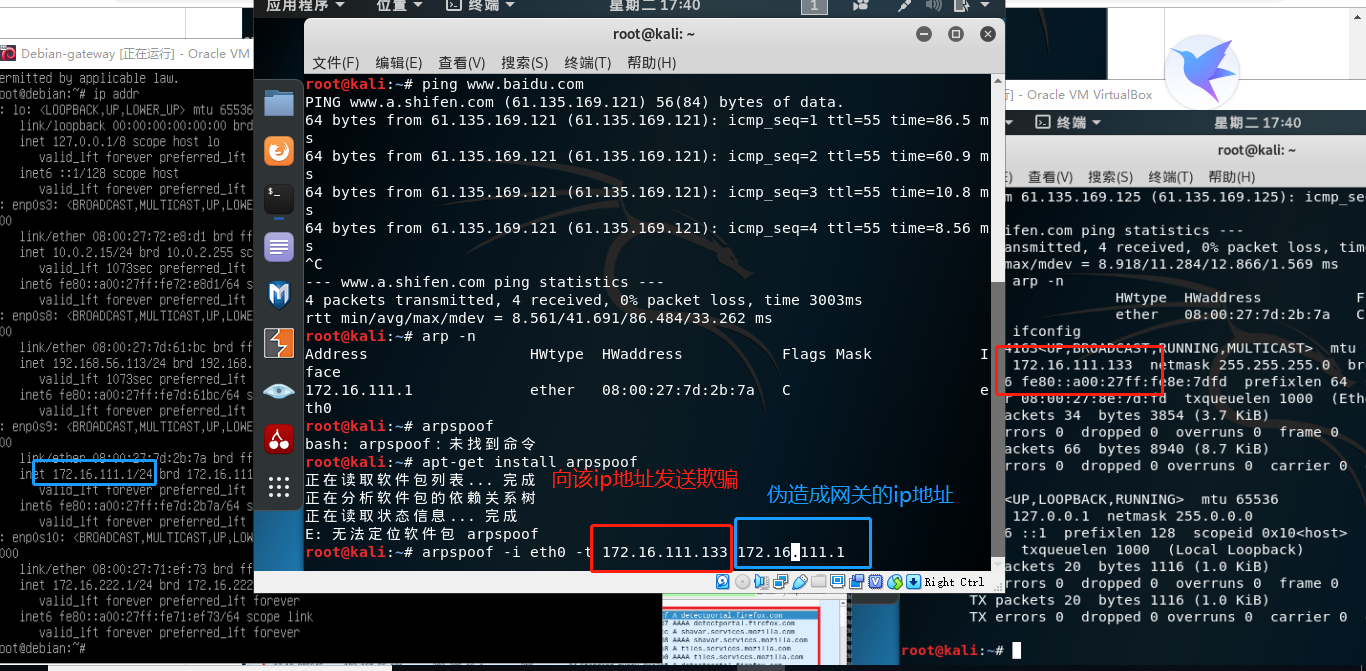 应用程序 位置 终端 星期二 17:40 1
root@kali: ~
文件(F) 编辑(E) 查看(V) 搜索(S) 终端(T) 帮助(H)
root@kali:~# ping www.baidu.com
PING www.a.shifen.com (61.135.169.121) 56(84) bytes of data.
64 bytes from 61.135.169.121 (61.135.169.121): icmp_seq=1 ttl=55 time=86.5 m
s
64 bytes from 61.135.169.121 (61.135.169.121): icmp_seq=2 ttl=55 time=60.9 m
s
64 bytes from 61.135.169.121 (61.135.169.121): icmp_seq=3 ttl=55 time=10.8 m
s
64 bytes from 61.135.169.121 (61.135.169.121): icmp_seq=4 ttl=55 time=8.56 m
s
^C
--- www.a.shifen.com ping statistics ---
4 packets transmitted, 4 received, 0% packet loss, time 3003ms
rtt min/avg/max/mdev = 8.561/41.691/86.484/33.262 ms
root@kali:~# arp -n
Address HWtype HWaddress Flags Mask I
face
172.16.111.1 ether 08:00:27:7d:2b:7a C e
th0
root@kali:~# arpspoof
bash: arpspoof：未找到命令
root@kali:~# apt-get install arpspoof
正在读取软件包列表... 完成
正在分析软件包的依赖关系树
正在读取状态信息... 完成
E: 无法定位软件包 arpspoof
root@kali:~# arpspoof -i eth0 -t 172.16.111.133 172.16.111.1
向该ip地址发送欺骗
伪造成网关的ip地址
Right Ctrl
Debian-gateway [正在运行] - Oracle VM
ermitted by applicable law.
oot@debian:~# ip addr
: lo: <LOOPBACK,UP,LOWER_UP> mtu 65536
link/loopback 00:00:00:00:00:00 brd
inet 127.0.0.1/8 scope host lo
valid_lft forever preferred_lft
inet6 ::1/128 scope host
valid_lft forever preferred_lft
: enp0s3: <BROADCAST,MULTICAST,UP,LOWE
00
link/ether 08:00:27:72:e8:d1 brd ff
inet 10.0.2.15/24 brd 10.0.2.255 sc
valid_lft 1073sec preferred_lft
inet6 fe80::a00:27ff:fe72:e8d1/64 s
valid_lft forever preferred_lft
: enp0s8: <BROADCAST,MULTICAST,UP,LOWE
00
link/ether 08:00:27:7d:61:bc brd ff
inet 192.168.56.113/24 brd 192.168.
valid_lft 1073sec preferred_lft
inet6 fe80::a00:27ff:fe7d:61bc/64 s
valid_lft forever preferred_lft
: enp0s9: <BROADCAST,MULTICAST,UP,LOWE
00
link/ether 08:00:27:7d:2b:7a brd ff
inet 172.16.111.1/24 brd 172.16.111
valid_lft forever preferred_lft
inet6 fe80::a00:27ff:fe7d:2b7a/64 s
valid_lft forever preferred_lft
: enp0s10: <BROADCAST,MULTICAST,UP,LOW
000
link/ether 08:00:27:71:ef:73 brd ff
inet 172.16.222.1/24 brd 172.16.222
valid_lft forever preferred_lft forever
inet6 fe80::a00:27ff:fe71:ef73/64 scope link
valid_lft forever preferred_lft forever
oot@debian:~#
A detectportal.firefox.com
AAAA detectportal.firefox.com
A shavar.services.mozilla.com
AAAA shavar.services.mozilla.com
A tiles.services.mozilla.com
AAAA tiles.services.mozilla.com
行] - Oracle VM VirtualBox
终端 星期二 17:40
root@kali: ~
查看(V) 搜索(S) 终端(T) 帮助(H)
m 61.135.169.125 (61.135.169.125): icmp_se
ifen.com ping statistics ---
ansmitted, 4 received, 0% packet loss, time
max/mdev = 8.918/11.284/12.866/1.569 ms
arp -n
HWtype HWaddress F
ether 08:00:27:7d:2b:7a C
ifconfig
4163<UP,BROADCAST,RUNNING,MULTICAST> mtu
172.16.111.133 netmask 255.255.255.0 br
6 fe80::a00:27ff:fe8e:7dfd prefixlen 64
r 08:00:27:8e:7d:fd txqueuelen 1000 (Eth
ackets 34 bytes 3854 (3.7 KiB)
rrors 0 dropped 0 overruns 0 frame 0
ackets 66 bytes 8940 (8.7 KiB)
rrors 0 dropped 0 overruns 0 carrier 0
<UP,LOOPBACK,RUNNING> mtu 65536
127.0.0.1 netmask 255.0.0.0
6 ::1 prefixlen 128 scopeid 0x10<host>
txqueuelen 1000 (Local Loopback)
ackets 20 bytes 1116 (1.0 KiB)
rrors 0 dropped 0 overruns 0 frame 0
TX packets 20 bytes 1116 (1.0 KiB)
TX errors 0 dropped 0 overruns 0 carrier 0
root@kali:~#